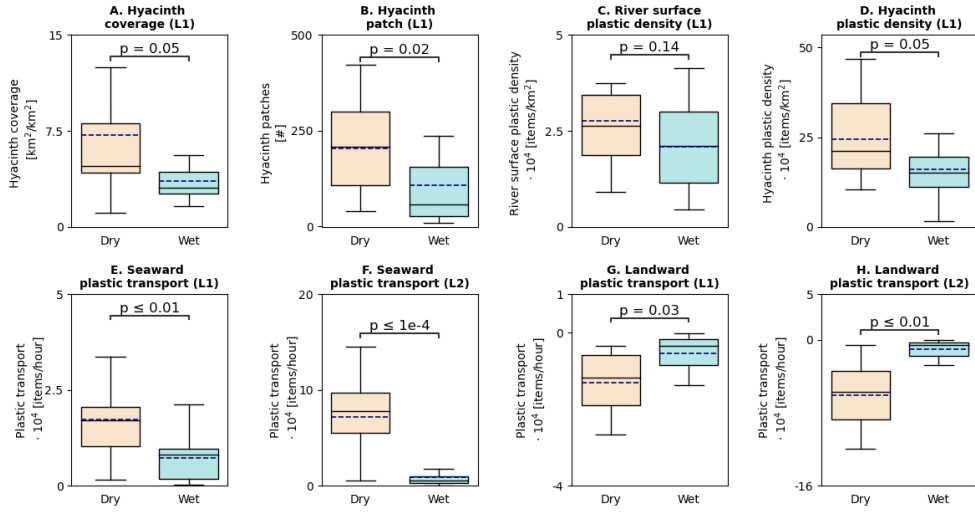 A. Hyacinth
coverage (L1)
15
7.5
0
Hyacinth coverage
[km²/km²]
p = 0.05
Dry
Wet
B. Hyacinth
patch (L1)
500
250
0
Hyacinth patches
[#]
p = 0.02
Dry
Wet
C. River surface
plastic density (L1)
5
2.5
0
River surface plastic density
· 10⁴ [items/km²]
p = 0.14
Dry
Wet
D. Hyacinth
plastic density (L1)
50
25
0
Hyacinth plastic density
· 10⁴ [items/km²]
p = 0.05
Dry
Wet
E. Seaward
plastic transport (L1)
5
2.5
0
Plastic transport
· 10⁴ [items/hour]
p ≤ 0.01
Dry
Wet
F. Seaward
plastic transport (L2)
20
10
0
Plastic transport
· 10⁴ [items/hour]
p ≤ 1e-4
Dry
Wet
G. Landward
plastic transport (L1)
1
0
-4
Plastic transport
· 10⁴ [items/hour]
p = 0.03
Dry
Wet
H. Landward
plastic transport (L2)
5
0
-16
Plastic transport
· 10⁴ [items/hour]
p ≤ 0.01
Dry
Wet